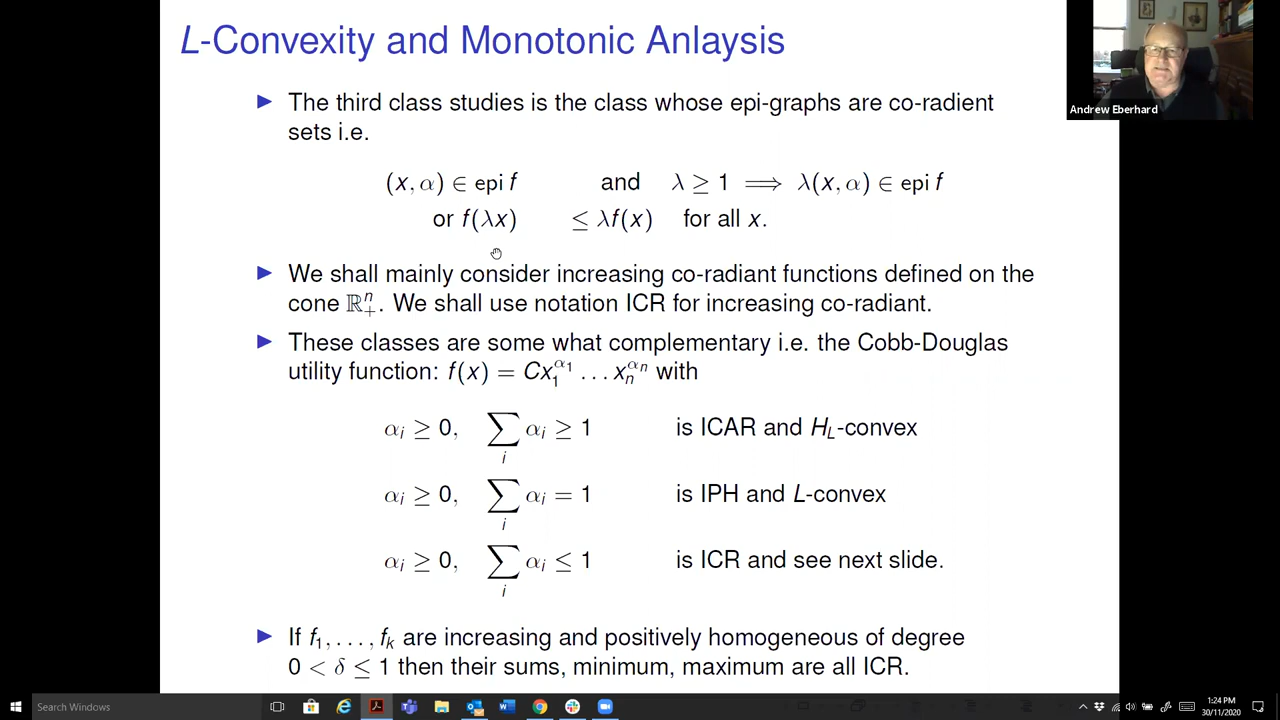 L-Convexity and Monotonic Anlaysis
Andrew Eberhard
▶ The third class studies is the class whose epi-graphs are co-radient
sets i.e.
(x, α) ∈ epi f and λ ≥ 1 ⟹ λ(x, α) ∈ epi f
or f(λx) ≤ λf(x) for all x.
▶ We shall mainly consider increasing co-radiant functions defined on the
cone ℝ₊ⁿ. We shall use notation ICR for increasing co-radiant.
▶ These classes are some what complementary i.e. the Cobb-Douglas
utility function: f(x) = Cx₁^{α₁} … xₙ^{αₙ} with
αᵢ ≥ 0, ∑ᵢ αᵢ ≥ 1 is ICAR and H_L-convex
αᵢ ≥ 0, ∑ᵢ αᵢ = 1 is IPH and L-convex
αᵢ ≥ 0, ∑ᵢ αᵢ ≤ 1 is ICR and see next slide.
▶ If f₁, …, fₖ are increasing and positively homogeneous of degree
0 < δ ≤ 1 then their sums, minimum, maximum are all ICR.
Search Windows
1:24 PM
30/11/2020